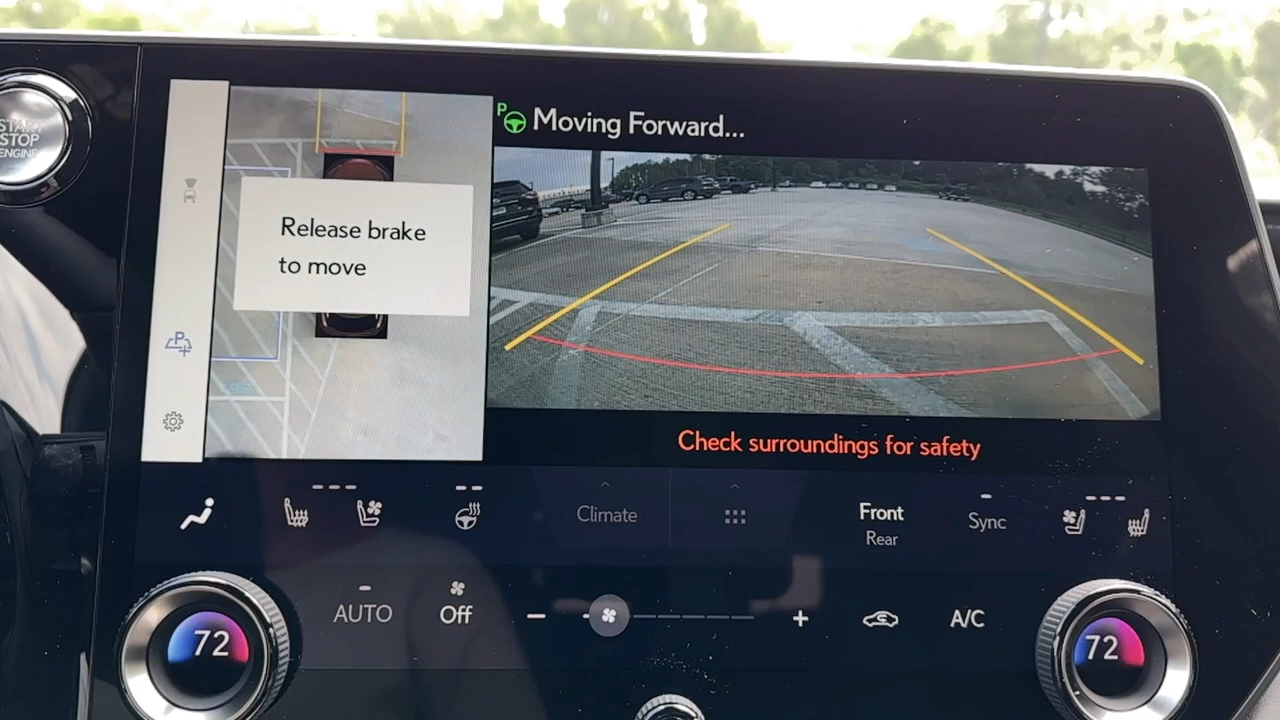 START
STOP
ENGINE
P
Moving Forward...
Release brake
to move
P
Check surroundings for safety
Climate
Front
Rear
Sync
AUTO
Off
A/C
72
72